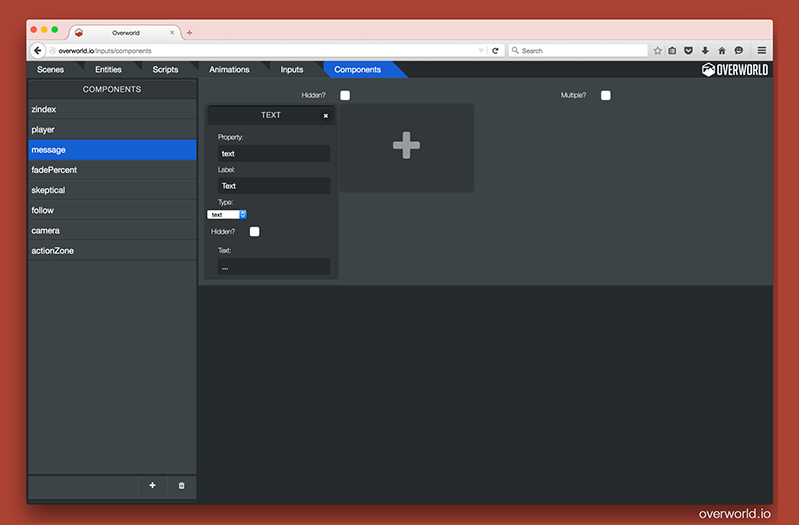 Overworld
overworld.io/inputs/components
Search
Scenes Entities Scripts Animations Inputs Components OVERWORLD
COMPONENTS
zindex
player
message
fadePercent
skeptical
follow
camera
actionZone
Hidden? Multiple?
TEXT
Property:
text
Label:
Text
Type:
text
Hidden?
Text:
...
overworld.io